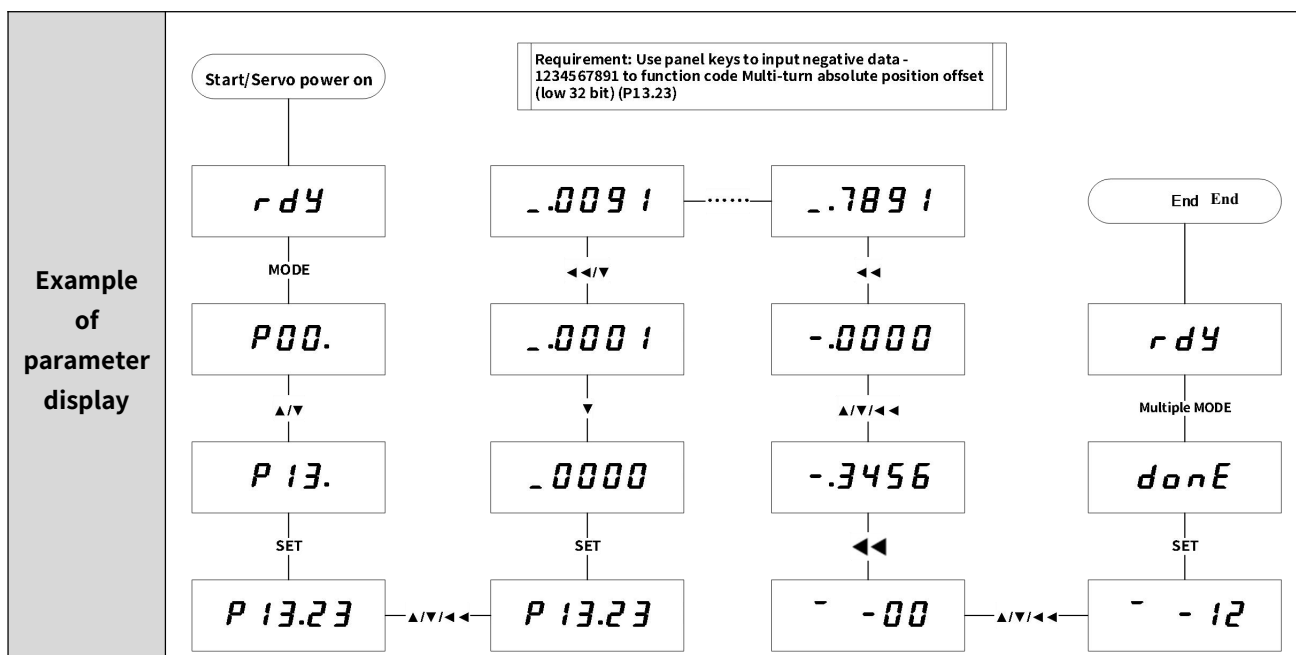 Example
of
parameter
display
Start/Servo power on
Requirement: Use panel keys to input negative data -
1234567891 to function code Multi-turn absolute position offset
(low 32 bit) (P13.23)
rdy
MODE
P00.
▲/▼
P13.
SET
P13.23
▲/▼/◄◄
P13.23
SET
_0000
▼
_.0001
◄◄/▼
_.0091
······
_.7891
◄◄
-.0000
▲/▼/◄◄
-.3456
◄◄
‾ -00
▲/▼/◄◄
‾ -12
SET
donE
Multiple MODE
rdy
End End